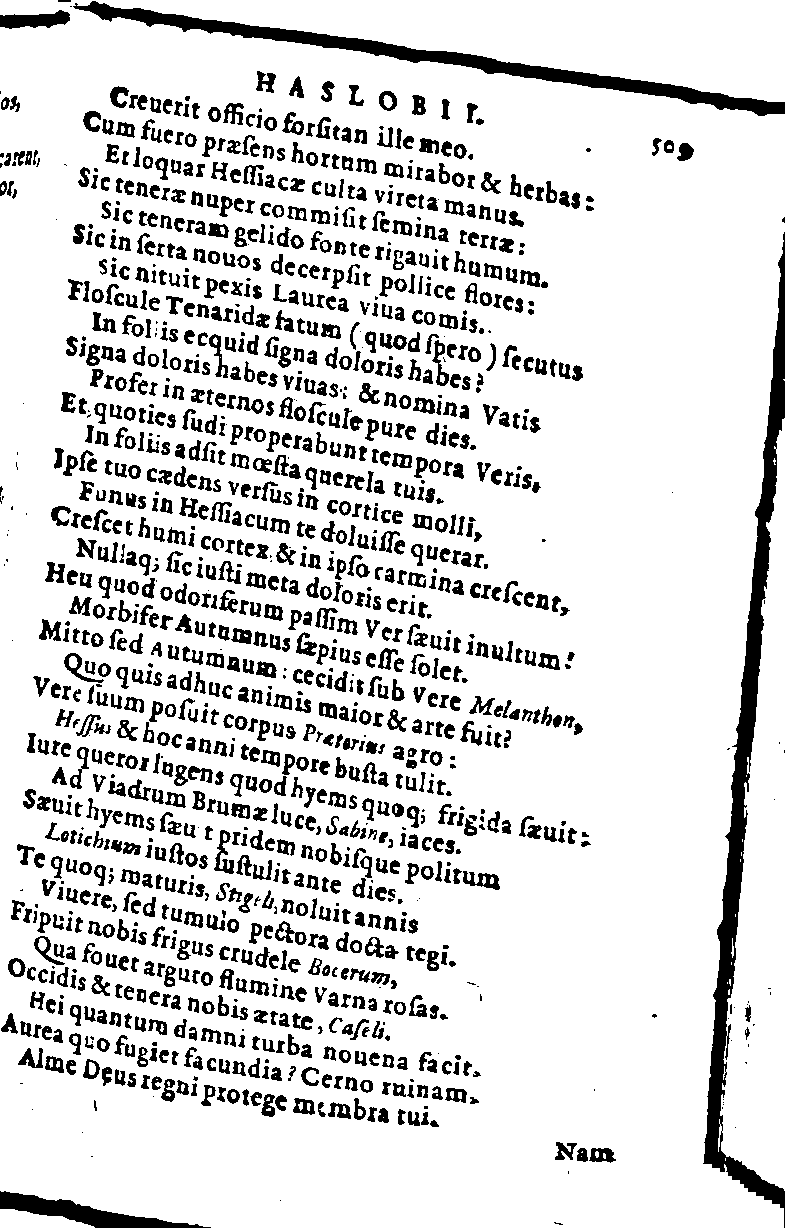 HASLOBII.
509
Creuerit officio forſitan ille meo.
Cum fuero præſens hortum mirabor & herbas:
Et loquar Heſſiacæ culta vireta manus.
Sic teneræ nuper commiſit ſemina terræ:
Sic teneram gelido fonte rigauit humum.
Sic in ſerta nouos decerpſit pollice flores:
Sic nituit pexis Laurea viua comis.
Floſcule Tenaridæ fatum (quod ſpero) ſecutus
In foliis ecquid ſigna doloris habes?
Signa doloris habes viuas: & nomina Vatis
Profer in æternos floſcule pure dies.
Et quoties ſudi properabunt tempora Veris,
In foliis adſit mœſta querela tuis.
Ipſe tuo cædens verſus in cortice molli,
Funus in Heſſiacum te doluiſſe querar.
Creſcet humi cortex & in ipſo carmina creſcent,
Nullaq; ſic iuſti meta doloris erit.
Heu quod odoriferum paſſim Ver ſæuit inultum!
Morbifer Autumnus ſæpius eſſe ſolet.
Mitto ſed Autumnum: cecidit ſub Vere Melanthon,
Quo quis adhuc animis maior & arte fuit?
Vere ſuum poſuit corpus Prætorius agro:
Heſſus & hoc anni tempore buſta tulit.
Iure queror lugens quod hyems quoq; frigida ſæuit:
Ad Viadrum Brumæ luce, Sabine, iaces.
Sæuit hyems ſæuit pridem nobiſque politum
Lotichium iuſtos ſuſtulit ante dies.
Te quoq; maturis, Stigeli, noluit annis
Viuere, ſed tumulo pectora docta tegi.
Eripuit nobis frigus crudele Bocerum,
Qua fouet arguto flumine Varna roſas.
Occidis & tenera nobis ætate, Caſeli.
Hei quantum damni turba nouena facit.
Aurea quo fugiet facundia? Cerno ruinam.
Alme Deus regni protege membra tui.
Nam